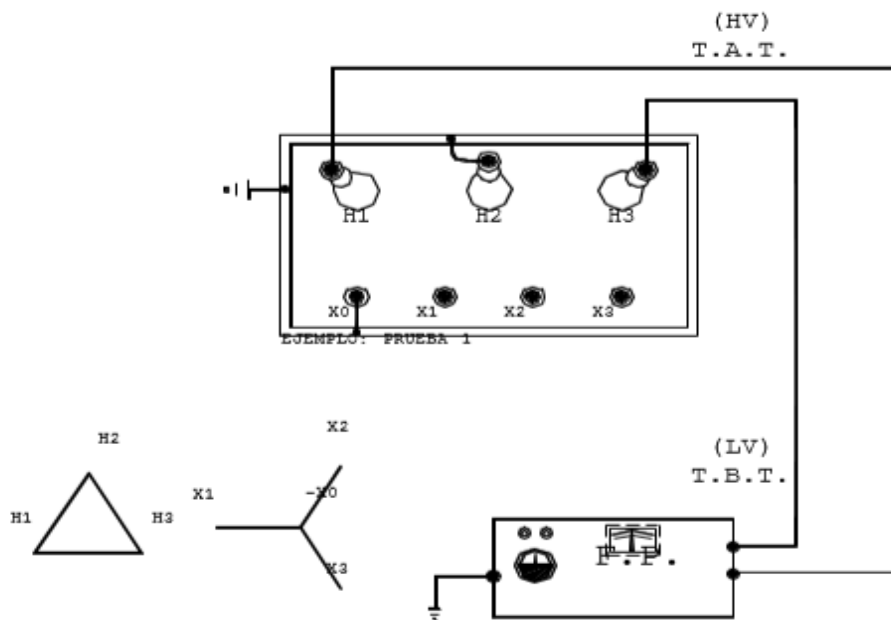 (HV)
T.A.T.
H1 H2 H3
X0 X1 X2 X3
EJEMPLO: PRUEBA 1
X2
H2
(LV)
T.B.T.
X1 -X0
H1 H3
X3
F.P.